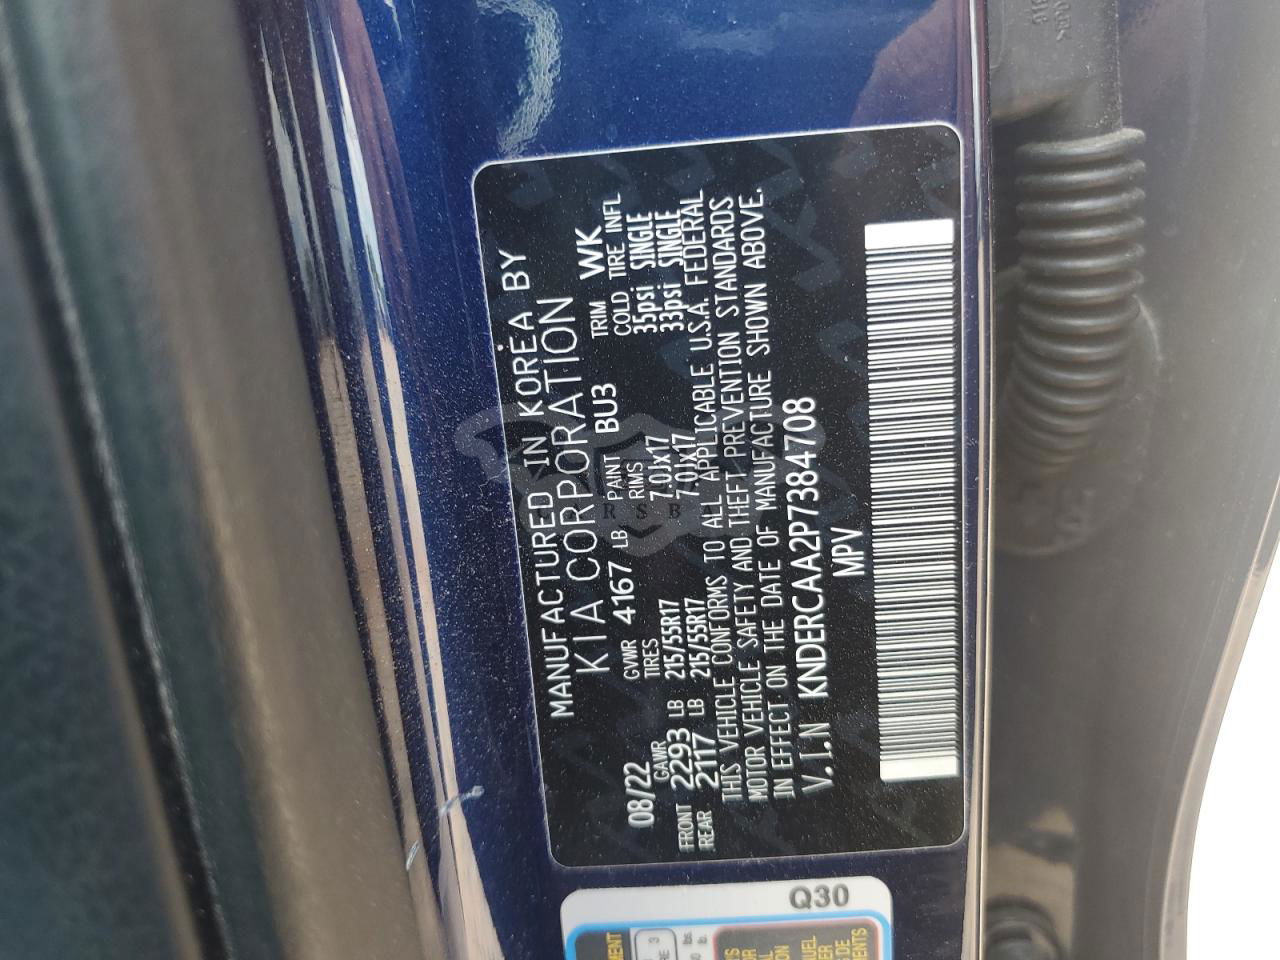 MANUFACTURED IN KOREA BY
KIA CORPORATION
08/22 GVWR 4167 LB PAINT BU3 TRIM WK
GAWR TIRES RIMS COLD TIRE INFL
FRONT 2293 LB 215/55R17 7.0Jx17 35psi SINGLE
REAR 2117 LB 215/55R17 7.0Jx17 33psi SINGLE
THIS VEHICLE CONFORMS TO ALL APPLICABLE U.S.A. FEDERAL
MOTOR VEHICLE SAFETY AND THEFT PREVENTION STANDARDS
IN EFFECT ON THE DATE OF MANUFACTURE SHOWN ABOVE.
V.I.N KNDERCAA2P7384708
MPV
Q30